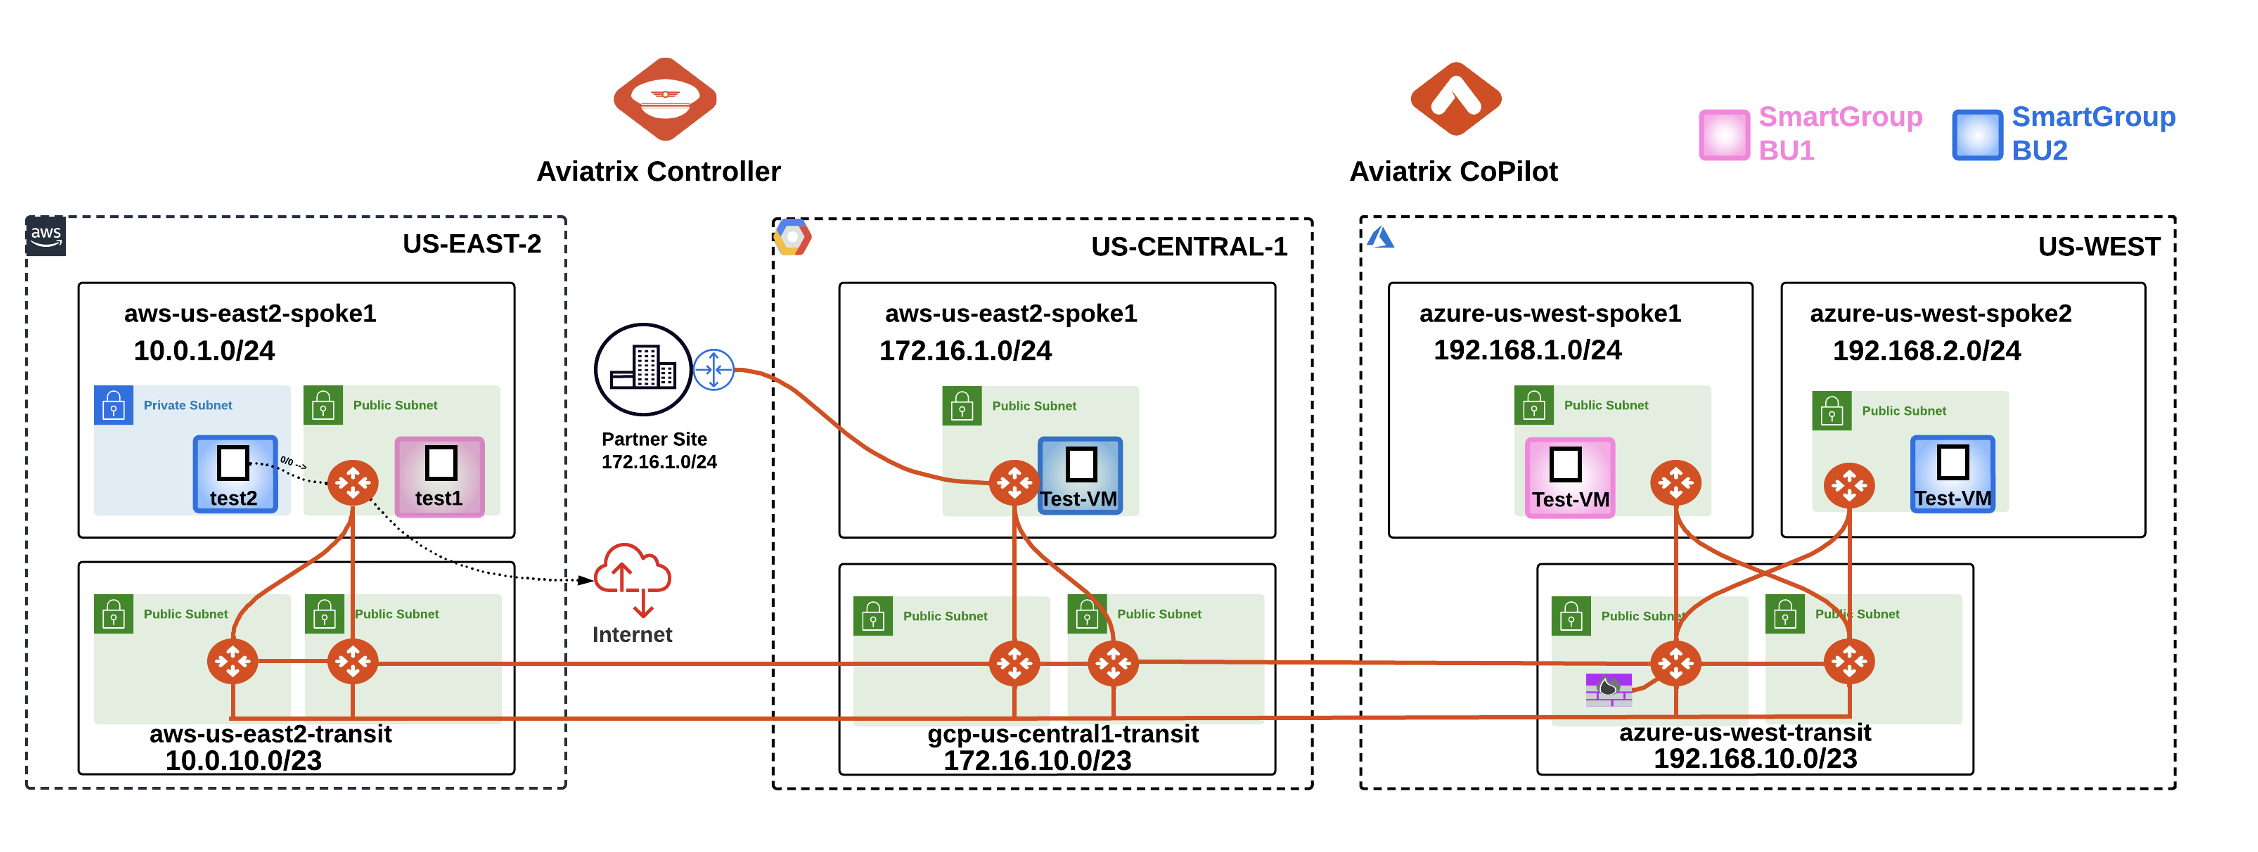 Aviatrix Controller
Aviatrix CoPilot
SmartGroup
BU1
SmartGroup
BU2
aws
US-EAST-2
aws-us-east2-spoke1
10.0.1.0/24
Private Subnet
Public Subnet
test2
0/0 -->
test1
Public Subnet
Public Subnet
aws-us-east2-transit
10.0.10.0/23
Partner Site
172.16.1.0/24
Internet
US-CENTRAL-1
aws-us-east2-spoke1
172.16.1.0/24
Public Subnet
Test-VM
Public Subnet
Public Subnet
gcp-us-central1-transit
172.16.10.0/23
US-WEST
azure-us-west-spoke1
192.168.1.0/24
Public Subnet
Test-VM
azure-us-west-spoke2
192.168.2.0/24
Public Subnet
Test-VM
Public Subnet
Public Subnet
azure-us-west-transit
192.168.10.0/23